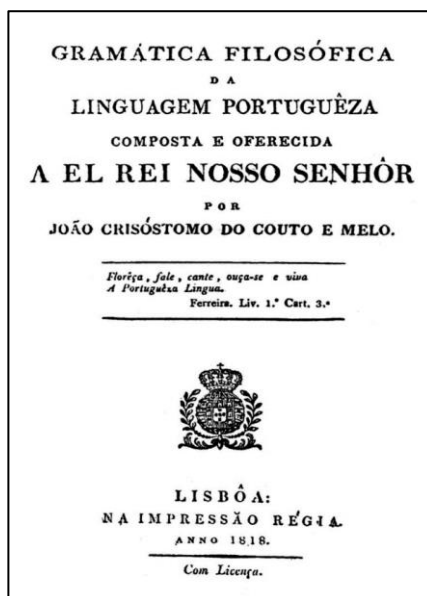 GRAMÁTICA FILOSÓFICA
DA
LINGUAGEM PORTUGUÊZA
COMPOSTA E OFERECIDA
A EL REI NOSSO SENHÔR
POR
JOÃO CRISÓSTOMO DO COUTO E MELO.
Florêça, fale, cante, ouça-se e viva
A Portuguêza Lingua.
Ferreira. Liv. 1.º Cart. 3.ª
LISBÔA:
NA IMPRESSÃO RÉGIA.
ANNO 1818.
Com Licença.